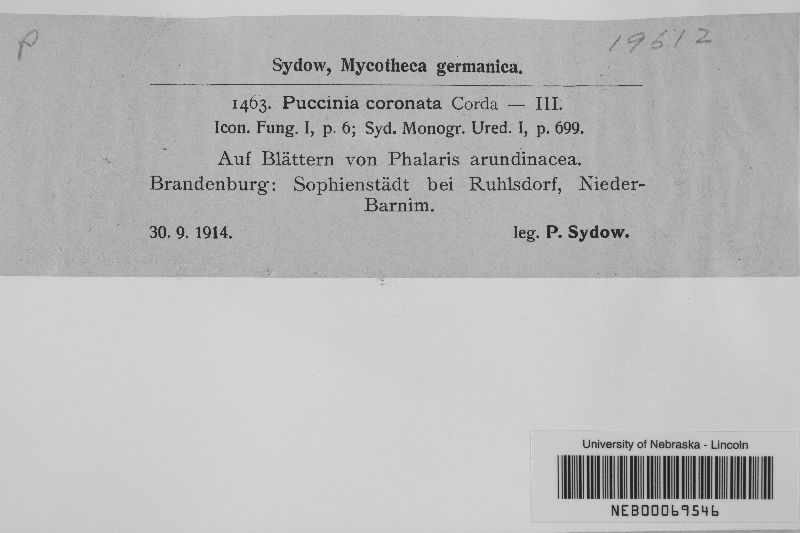 P
19612
Sydow, Mycotheca germanica.
1463. Puccinia coronata Corda — III.
Icon. Fung. I, p. 6; Syd. Monogr. Ured. I, p. 699.
Auf Blättern von Phalaris arundinacea.
Brandenburg: Sophienstädt bei Ruhlsdorf, Nieder-
Barnim.
30. 9. 1914. leg. P. Sydow.
University of Nebraska - Lincoln
NEB00069546